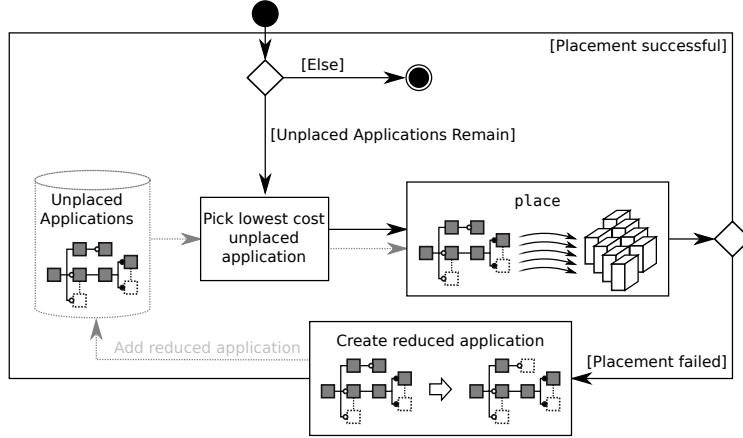 [Placement successful]
[Else]
[Unplaced Applications Remain]
Unplaced
Applications
Pick lowest cost
unplaced
application
place
Create reduced application
Add reduced application
[Placement failed]